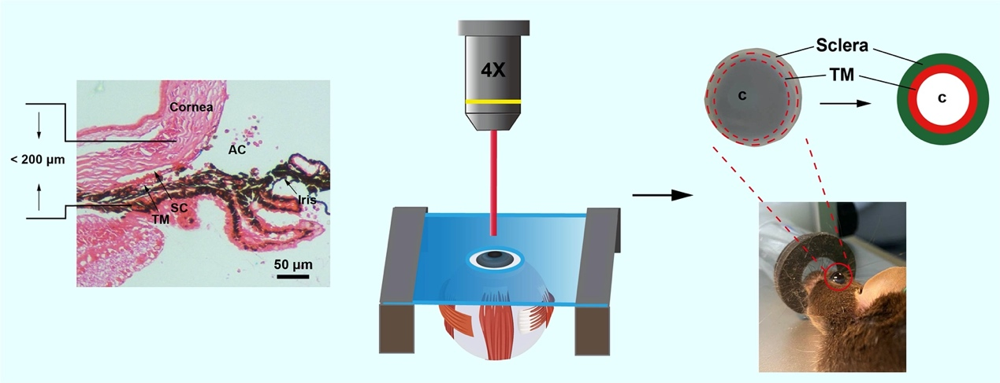 < 200 µm
Cornea
AC
Iris
SC
TM
50 µm
4X
Sclera
TM
c
c